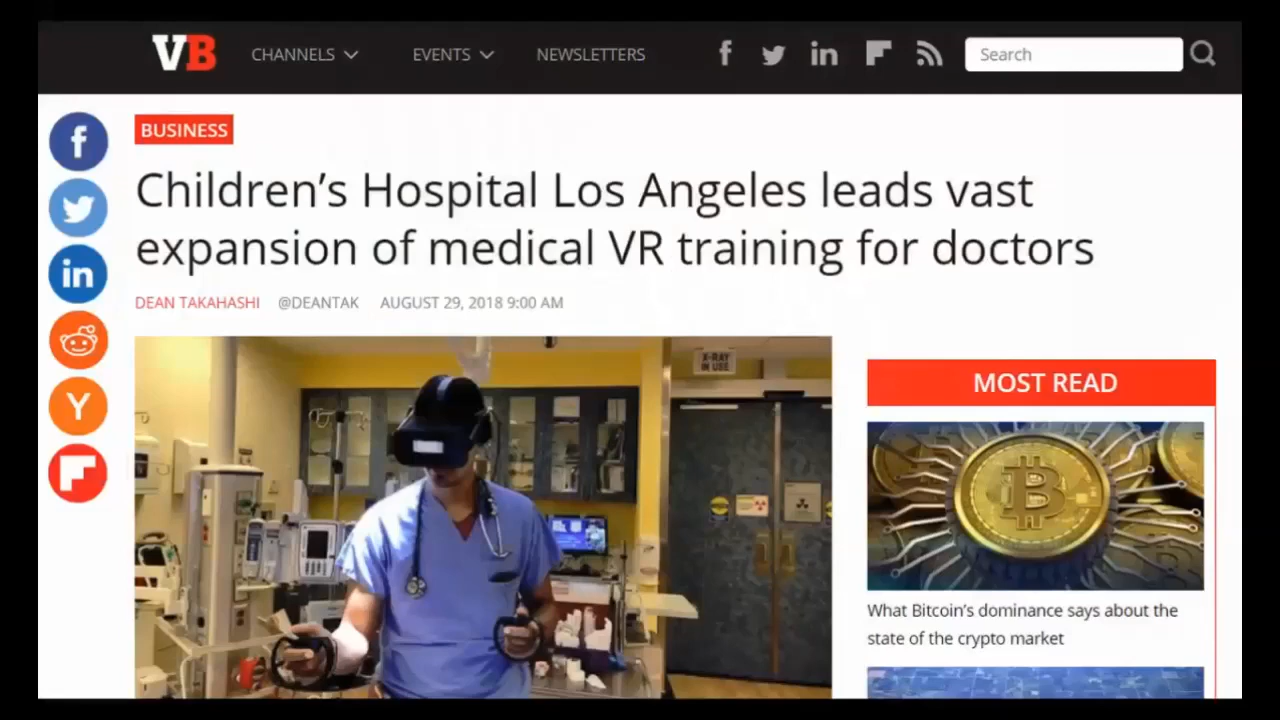 VB
CHANNELS
EVENTS
NEWSLETTERS
Search
BUSINESS
Children's Hospital Los Angeles leads vast
expansion of medical VR training for doctors
DEAN TAKAHASHI @DEANTAK AUGUST 29, 2018 9:00 AM
X-RAY
IN USE
MOST READ
What Bitcoin's dominance says about the
state of the crypto market